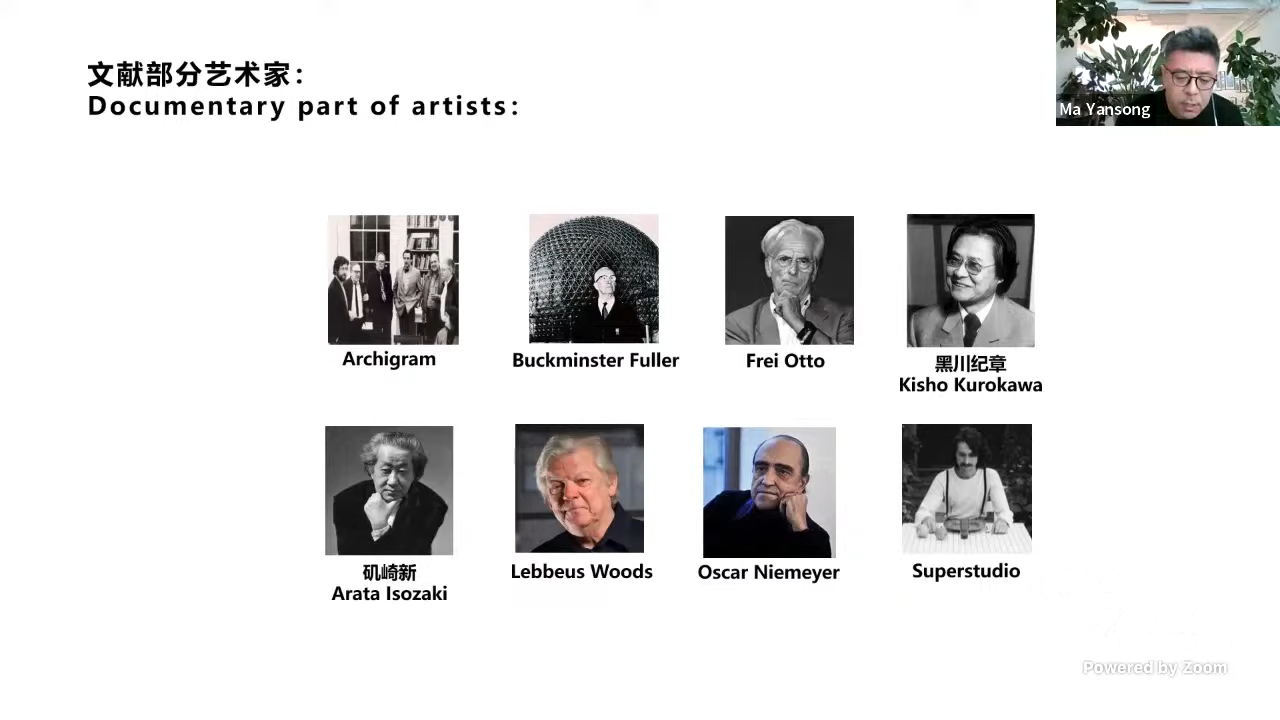 文献部分艺术家：
Documentary part of artists：
Ma Yansong
Archigram
Buckminster Fuller
Frei Otto
黑川纪章
Kisho Kurokawa
矶崎新
Arata Isozaki
Lebbeus Woods
Oscar Niemeyer
Superstudio
Powered by Zoom